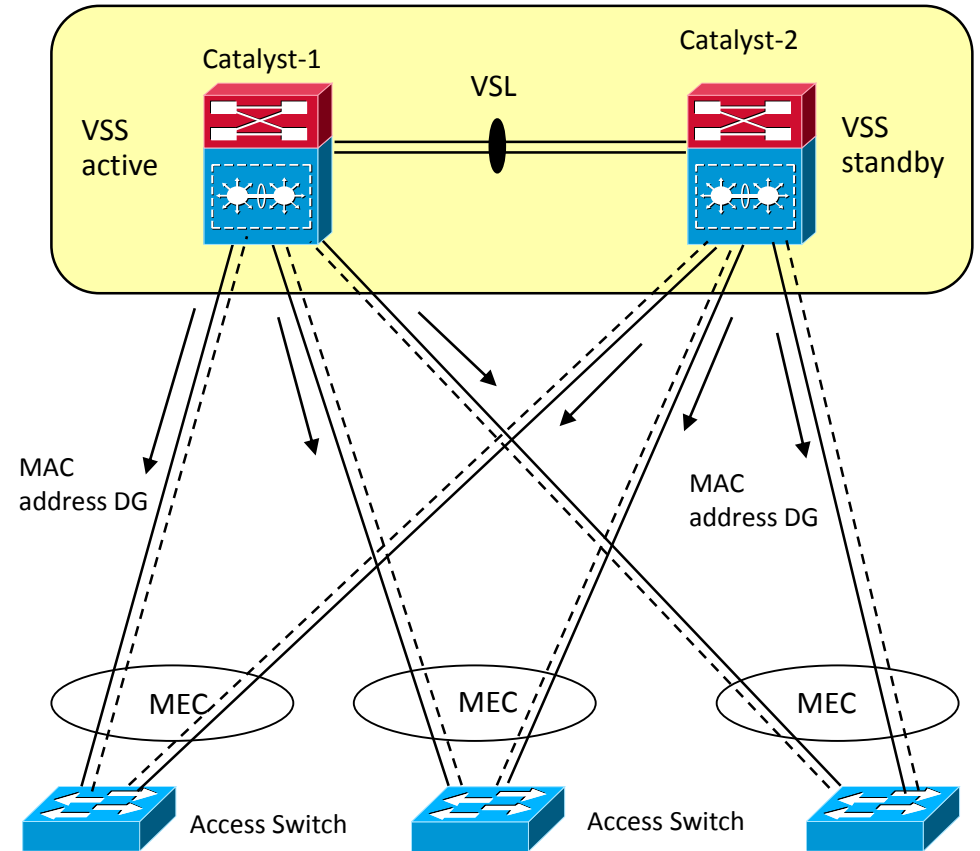 Catalyst-1
Catalyst-2
VSL
VSS
active
VSS
standby
MAC
address DG
MAC
address DG
MEC
MEC
MEC
Access Switch
Access Switch